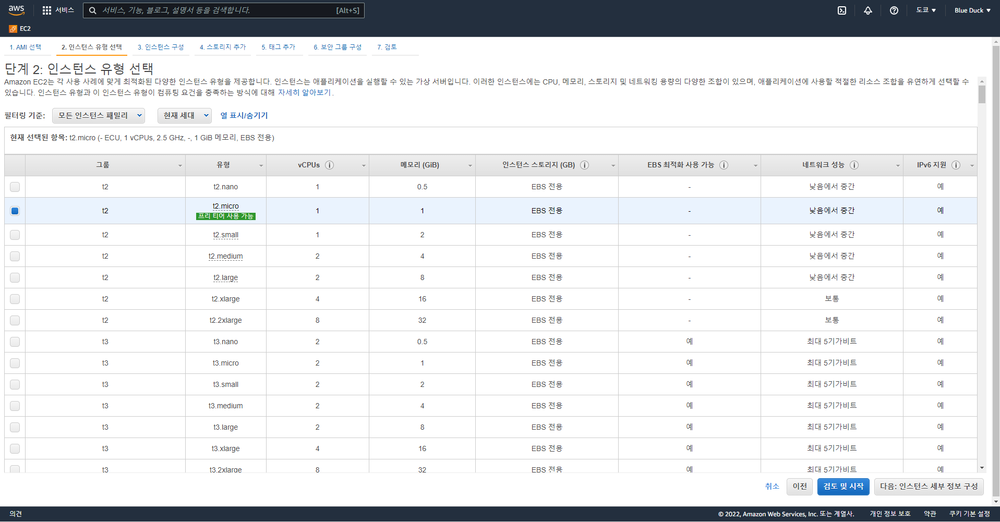 aws 서비스 서비스, 기능, 블로그, 설명서 등을 검색합니다. [Alt+S] 도쿄 Blue Duck
EC2
1. AMI 선택 2. 인스턴스 유형 선택 3. 인스턴스 구성 4. 스토리지 추가 5. 태그 추가 6. 보안 그룹 구성 7. 검토
단계 2: 인스턴스 유형 선택
Amazon EC2는 각 사용 사례에 맞게 최적화된 다양한 인스턴스 유형을 제공합니다. 인스턴스는 애플리케이션을 실행할 수 있는 가상 서버입니다. 이러한 인스턴스에는 CPU, 메모리, 스토리지 및 네트워킹 용량의 다양한 조합이 있으며, 애플리케이션에 사용할 적절한 리소스 조합을 유연하게 선택할 수
있습니다. 인스턴스 유형과 이 인스턴스 유형이 컴퓨팅 요건을 충족하는 방식에 대해 자세히 알아보기.
필터링 기준: 모든 인스턴스 패밀리 현재 세대 열 표시/숨기기
현재 선택된 항목: t2.micro (- ECU, 1 vCPUs, 2.5 GHz, -, 1 GiB 메모리, EBS 전용)
그룹 유형 vCPUs 메모리 (GiB) 인스턴스 스토리지 (GB) EBS 최적화 사용 가능 네트워크 성능 IPv6 지원
t2 t2.nano 1 0.5 EBS 전용 - 낮음에서 중간 예
t2 t2.micro 1 1 EBS 전용 - 낮음에서 중간 예
프리 티어 사용 가능
t2 t2.small 1 2 EBS 전용 - 낮음에서 중간 예
t2 t2.medium 2 4 EBS 전용 - 낮음에서 중간 예
t2 t2.large 2 8 EBS 전용 - 낮음에서 중간 예
t2 t2.xlarge 4 16 EBS 전용 - 보통 예
t2 t2.2xlarge 8 32 EBS 전용 - 보통 예
t3 t3.nano 2 0.5 EBS 전용 예 최대 5기가비트 예
t3 t3.micro 2 1 EBS 전용 예 최대 5기가비트 예
t3 t3.small 2 2 EBS 전용 예 최대 5기가비트 예
t3 t3.medium 2 4 EBS 전용 예 최대 5기가비트 예
t3 t3.large 2 8 EBS 전용 예 최대 5기가비트 예
t3 t3.xlarge 4 16 EBS 전용 예 최대 5기가비트 예
t3 t3.2xlarge 8 32 EBS 전용 예 최대 5기가비트 예
취소 이전 검토 및 시작 다음: 인스턴스 세부 정보 구성
의견 © 2022, Amazon Web Services, Inc. 또는 계열사. 개인 정보 보호 약관 쿠키 기본 설정